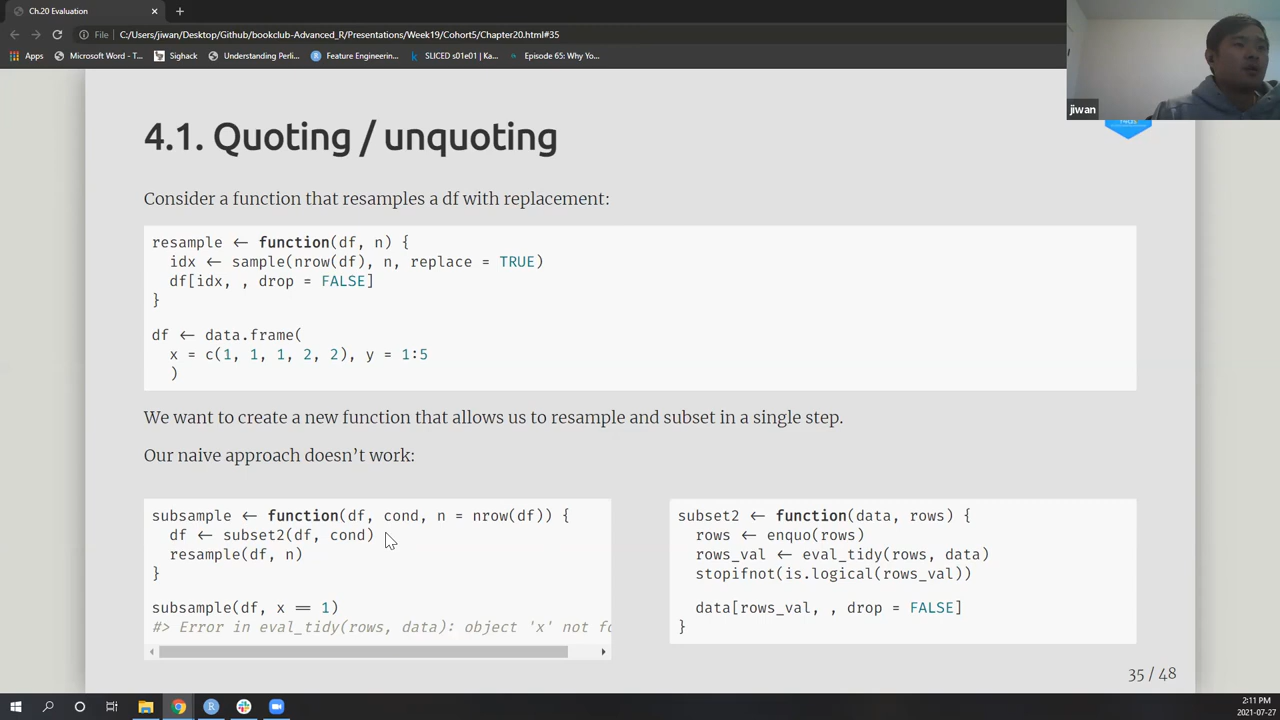 Ch.20 Evaluation
File C:/Users/jiwan/Desktop/Github/bookclub-Advanced_R/Presentations/Week19/Cohort5/Chapter20.html#35
Apps Microsoft Word - T... Sighack Understanding Perli... Feature Engineering... SLICED s01e01 | Ka... Episode 65: Why Yo...
jiwan
4.1. Quoting / unquoting
Consider a function that resamples a df with replacement:
resample ← function(df, n) {
idx ← sample(nrow(df), n, replace = TRUE)
df[idx, , drop = FALSE]
}
df ← data.frame(
x = c(1, 1, 1, 2, 2), y = 1:5
)
We want to create a new function that allows us to resample and subset in a single step.
Our naive approach doesn’t work:
subsample ← function(df, cond, n = nrow(df)) {
df ← subset2(df, cond)
resample(df, n)
}
subsample(df, x == 1)
#> Error in eval_tidy(rows, data): object 'x' not fo
subset2 ← function(data, rows) {
rows ← enquo(rows)
rows_val ← eval_tidy(rows, data)
stopifnot(is.logical(rows_val))
data[rows_val, , drop = FALSE]
}
35 / 48
2:11 PM
2021-07-27